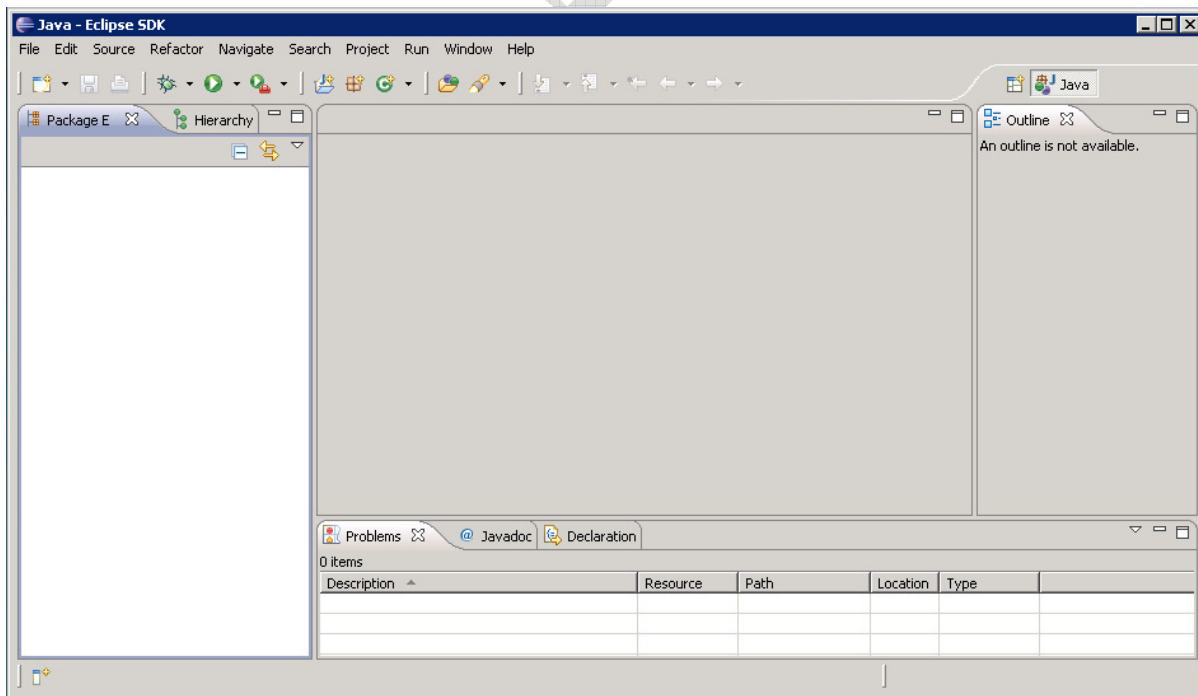 Java - Eclipse SDK
File Edit Source Refactor Navigate Search Project Run Window Help
Java
Package E Hierarchy
Outline
An outline is not available.
Problems @ Javadoc Declaration
0 items
Description Resource Path Location Type